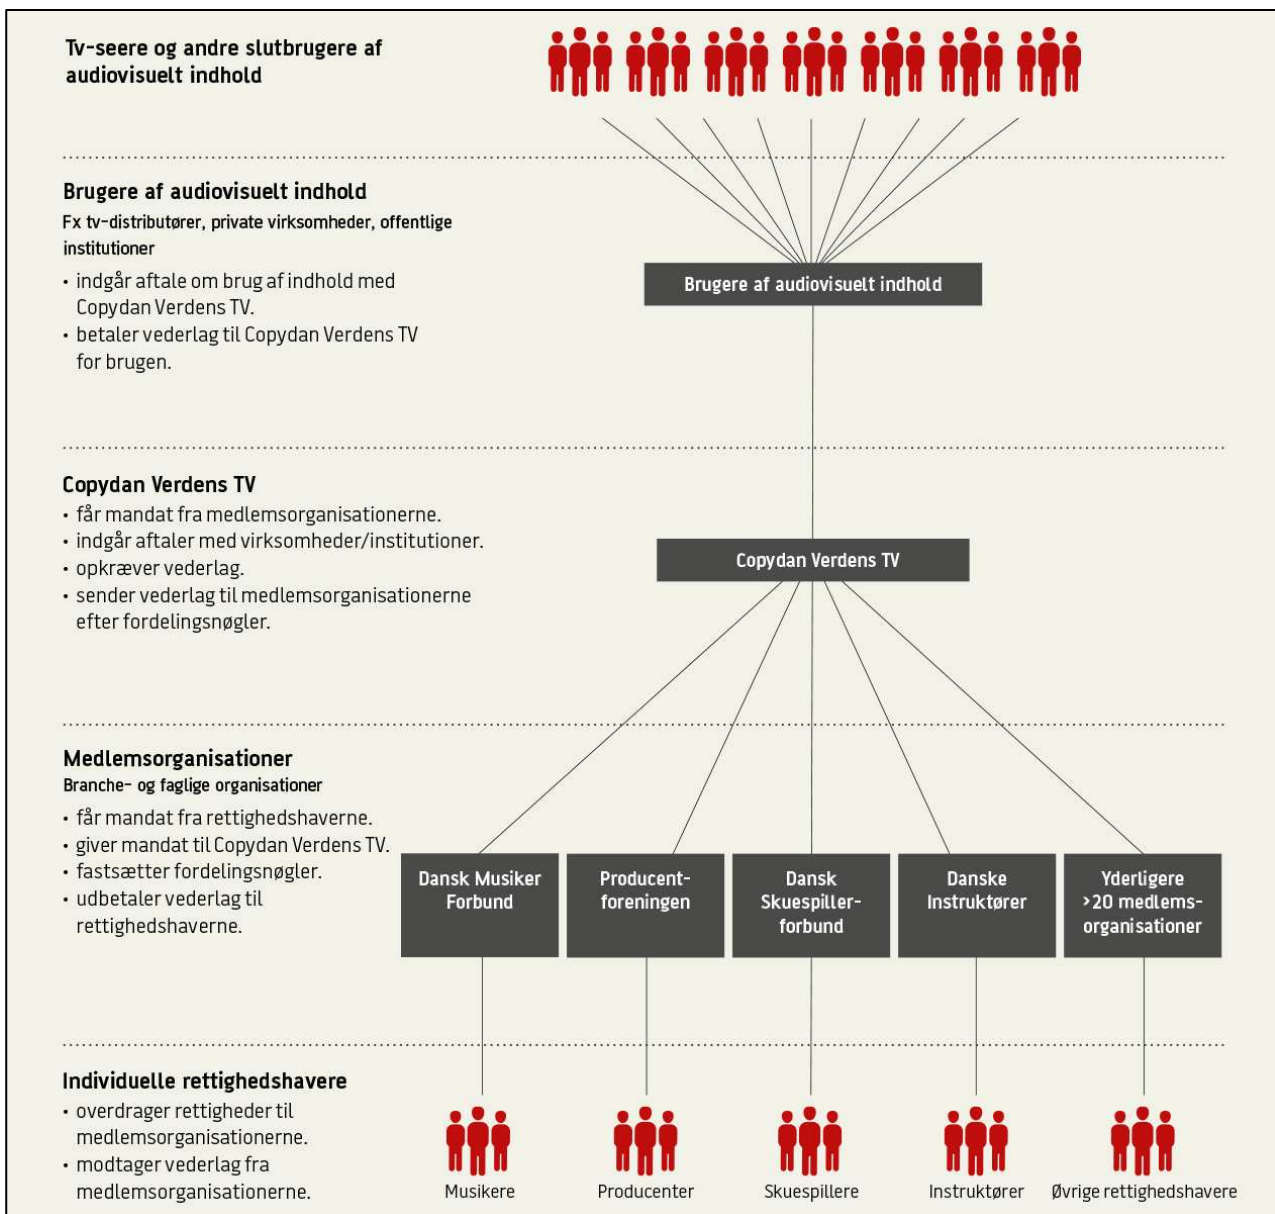 Tv-seere og andre slutbrugere af
audiovisuelt indhold
Brugere af audiovisuelt indhold
Fx tv-distributører, private virksomheder, offentlige
institutioner
• indgår aftale om brug af indhold med
Copydan Verdens TV.
• betaler vederlag til Copydan Verdens TV
for brugen.
Brugere af audiovisuelt indhold
Copydan Verdens TV
• får mandat fra medlemsorganisationerne.
• indgår aftaler med virksomheder/institutioner.
• opkræver vederlag.
• sender vederlag til medlemsorganisationerne
efter fordelingsnøgler.
Copydan Verdens TV
Medlemsorganisationer
Branche- og faglige organisationer
• får mandat fra rettighedshaverne.
• giver mandat til Copydan Verdens TV.
• fastsætter fordelingsnøgler.
• udbetaler vederlag til
rettighedshaverne.
Dansk Musiker
Forbund
Producent-
foreningen
Dansk
Skuespiller-
forbund
Danske
Instruktører
Yderligere
>20 medlems-
organisationer
Individuelle rettighedshavere
• overdrager rettigheder til
medlemsorganisationerne.
• modtager vederlag fra
medlemsorganisationerne.
Musikere
Producenter
Skuespillere
Instruktører
Øvrige rettighedshavere